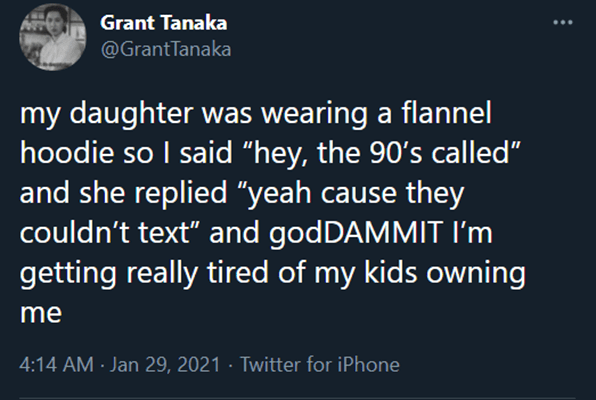 Grant Tanaka
@GrantTanaka
my daughter was wearing a flannel
hoodie so I said “hey, the 90’s called”
and she replied “yeah cause they
couldn’t text” and godDAMMIT I’m
getting really tired of my kids owning
me
4:14 AM · Jan 29, 2021 · Twitter for iPhone